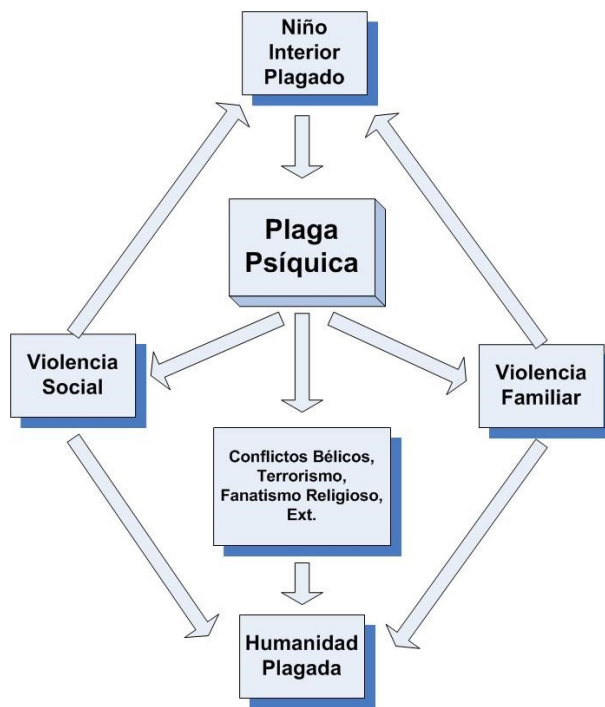 Niño
Interior
Plagado
Plaga
Psíquica
Violencia
Social
Violencia
Familiar
Conflictos Bélicos,
Terrorismo,
Fanatismo Religioso,
Ext.
Humanidad
Plagada